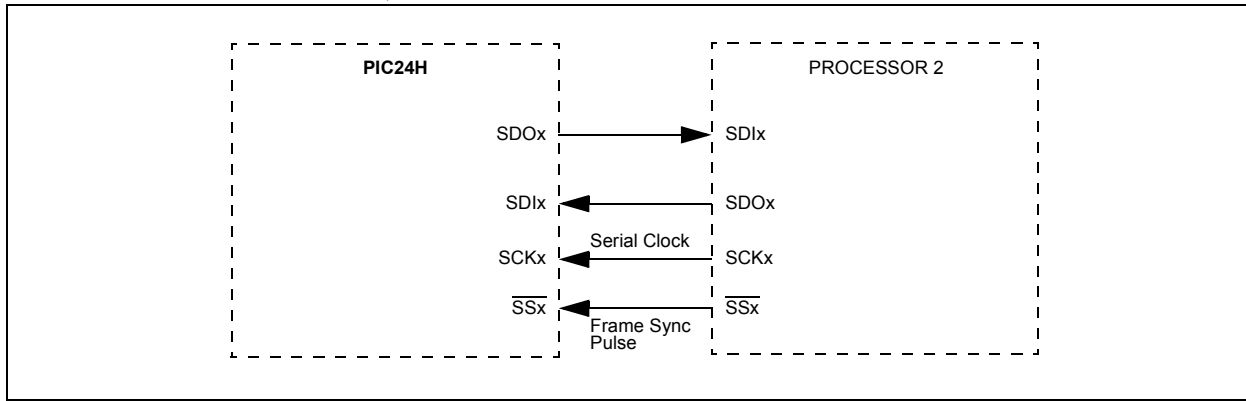 PIC24H PROCESSOR 2
SDOx SDIx
SDIx SDOx
Serial Clock
SCKx SCKx
SSx SSx
Frame Sync
Pulse